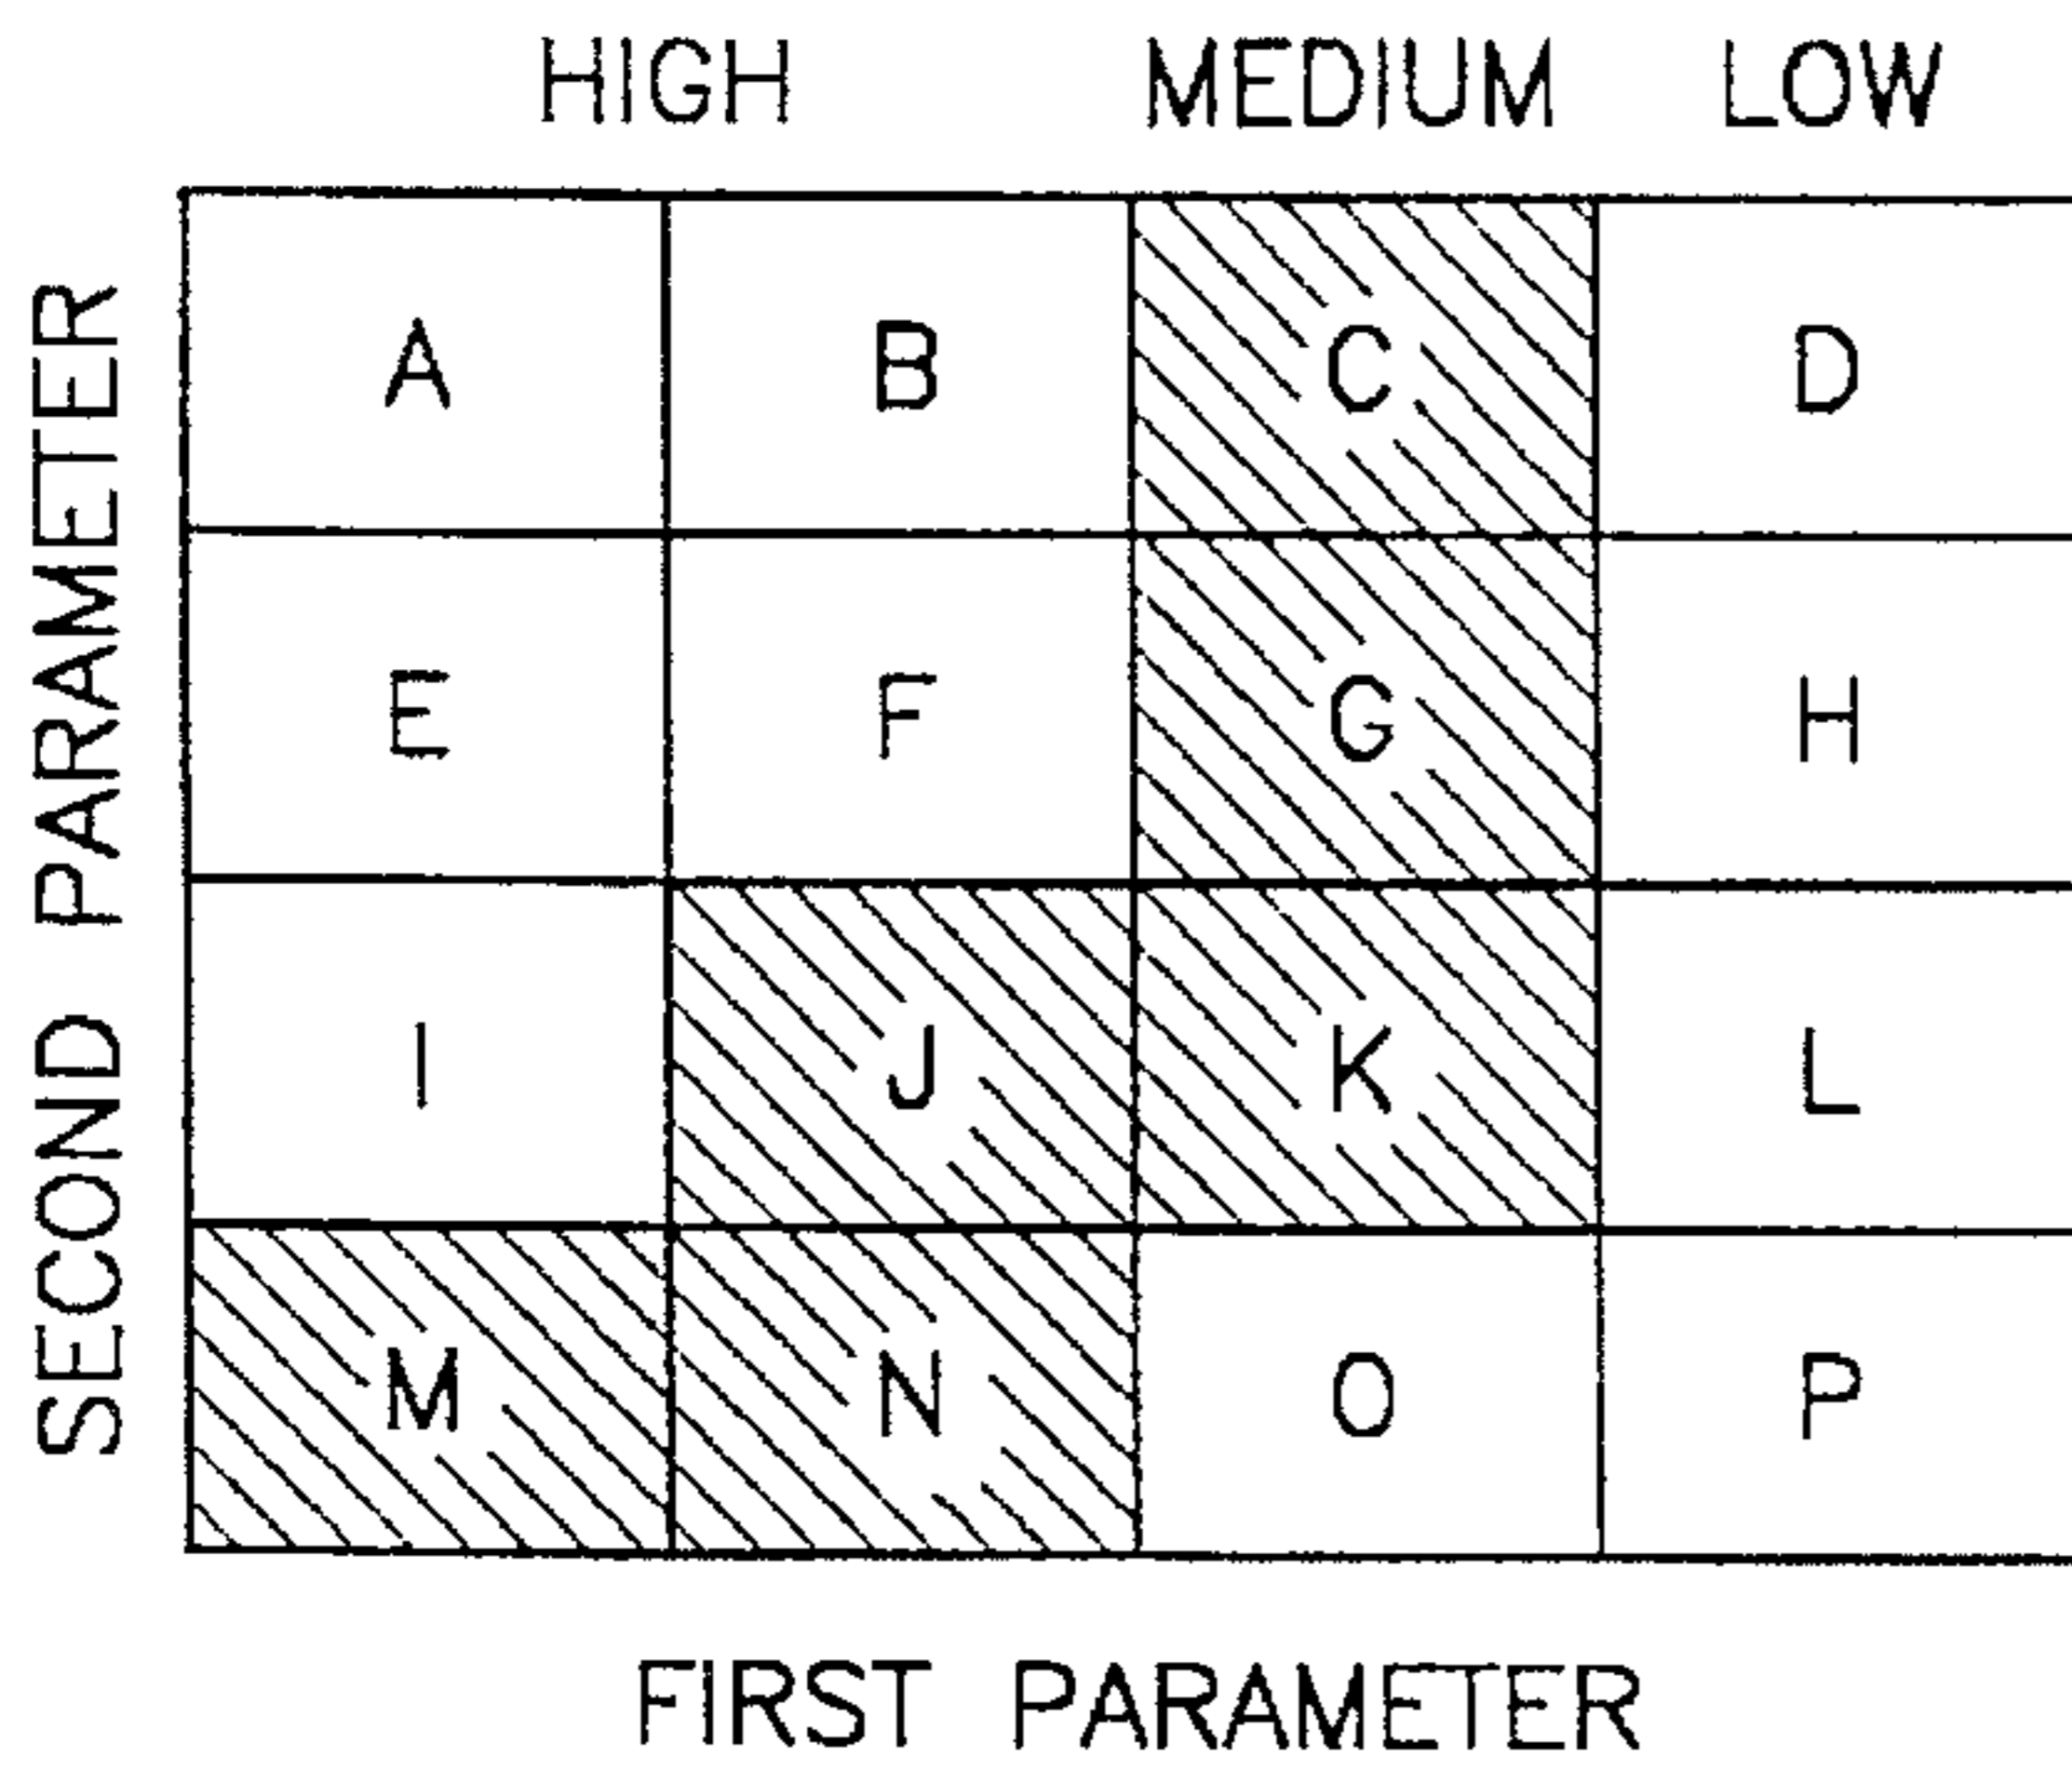 HIGH MEDIUM LOW
SECOND PARAMETER
A B C D
E F G H
I J K L
M N O P
FIRST PARAMETER